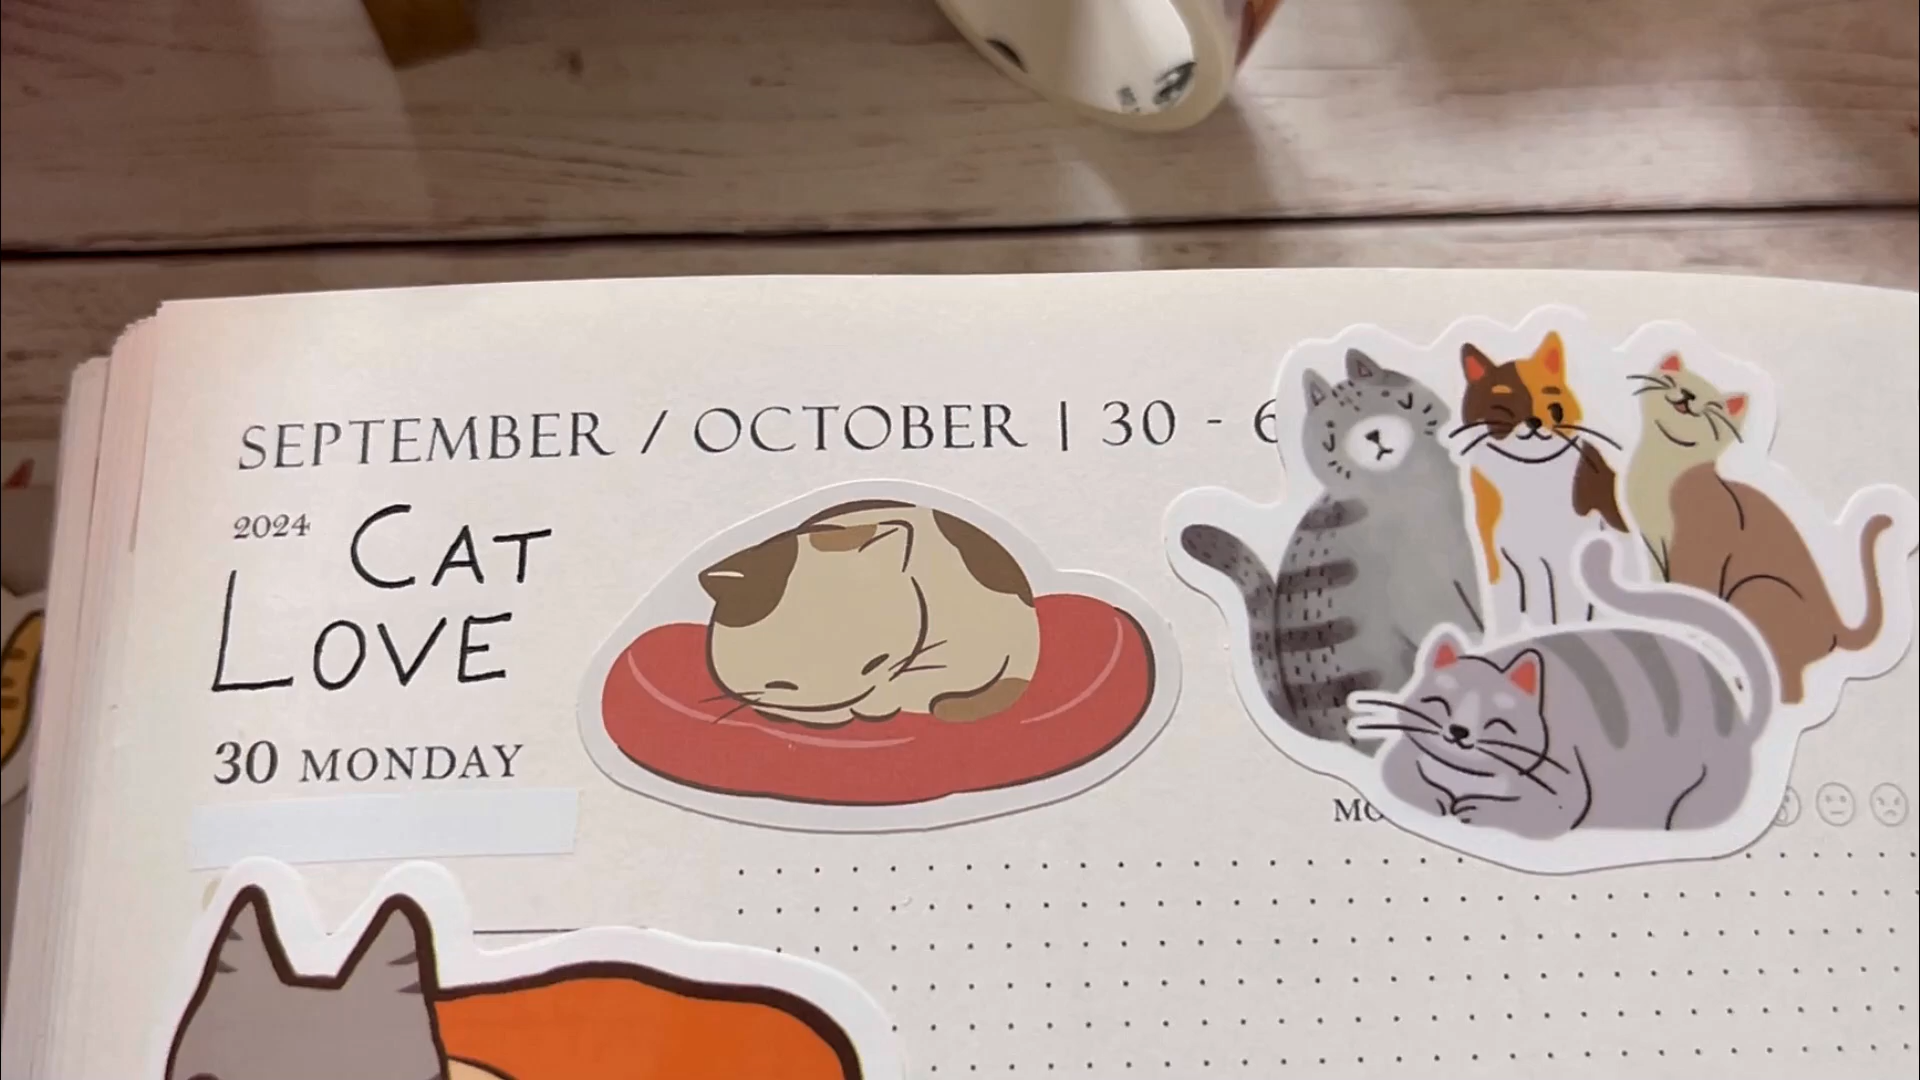 SEPTEMBER / OCTOBER | 30 - 6
2024
CAT
LOVE
30 MONDAY